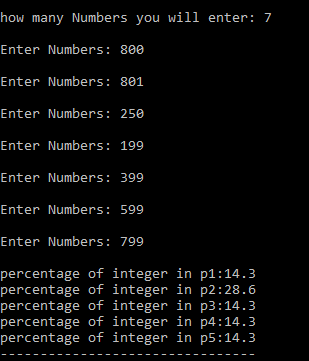 how many Numbers you will enter: 7
Enter Numbers: 800
Enter Numbers: 801
Enter Numbers: 250
Enter Numbers: 199
Enter Numbers: 399
Enter Numbers: 599
Enter Numbers: 799
percentage of integer in p1:14.3
percentage of integer in p2:28.6
percentage of integer in p3:14.3
percentage of integer in p4:14.3
percentage of integer in p5:14.3
--------------------------------